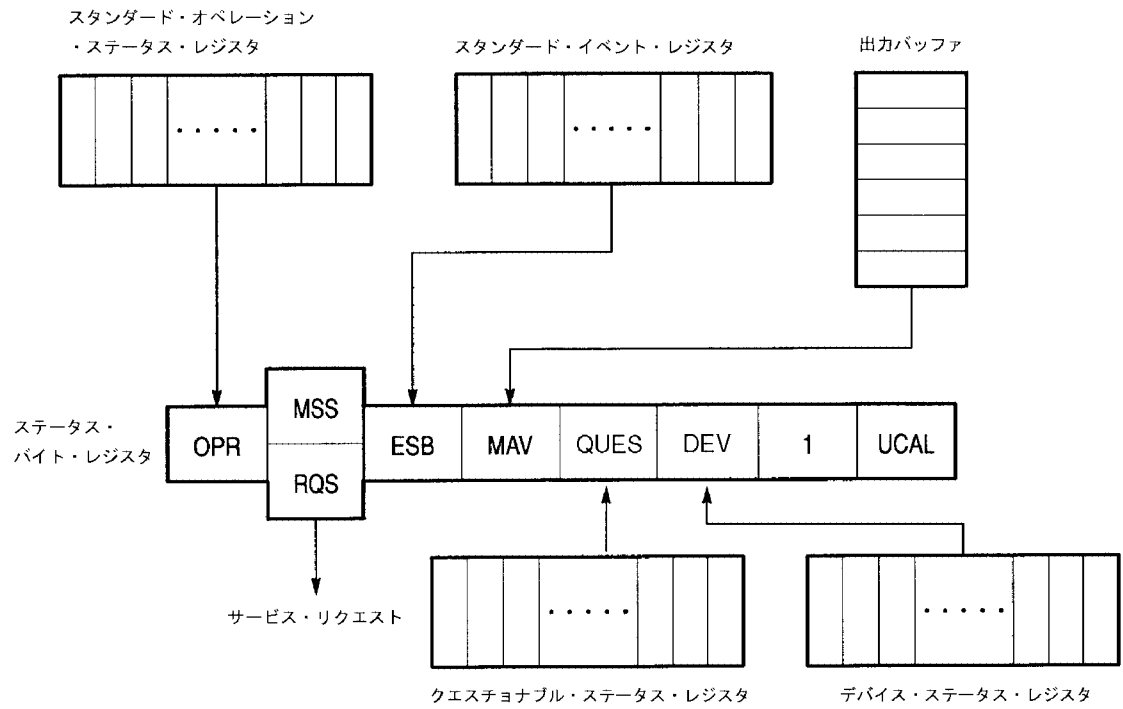 スタンダード・オペレーション
・ステータス・レジスタ
スタンダード・イベント・レジスタ
出力バッファ
ステータス・
バイト・レジスタ
OPR
MSS
RQS
ESB
MAV
QUES
DEV
1
UCAL
サービス・リクエスト
クエスチョナブル・ステータス・レジスタ
デバイス・ステータス・レジスタ